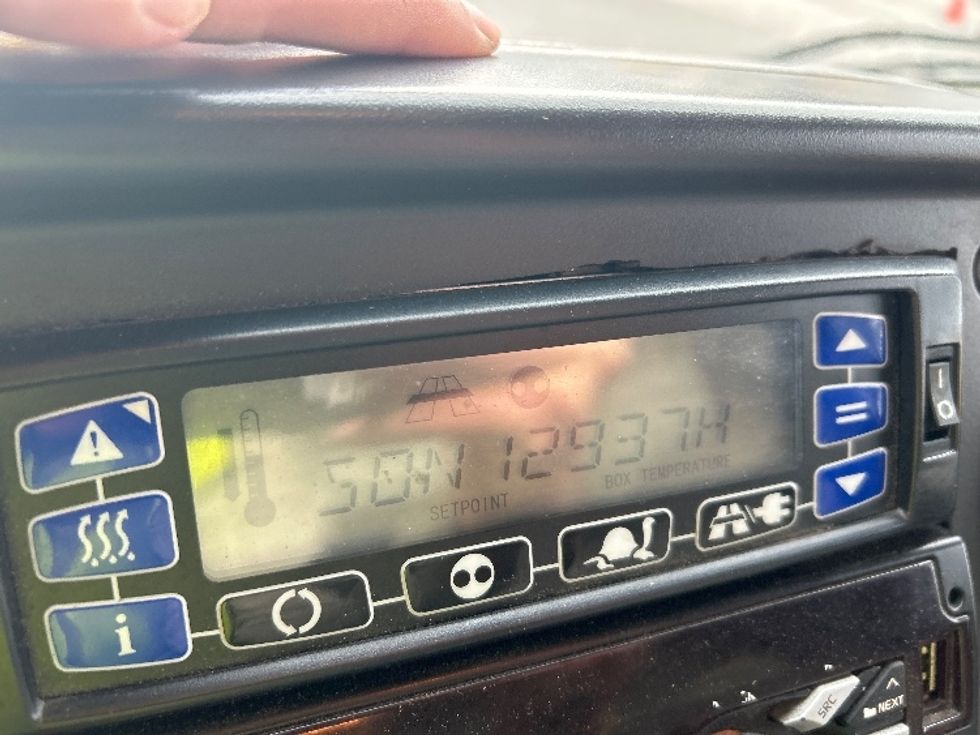 SON 12937H
SETPOINT
BOX TEMPERATURE
i
I
O
SRC
NEXT